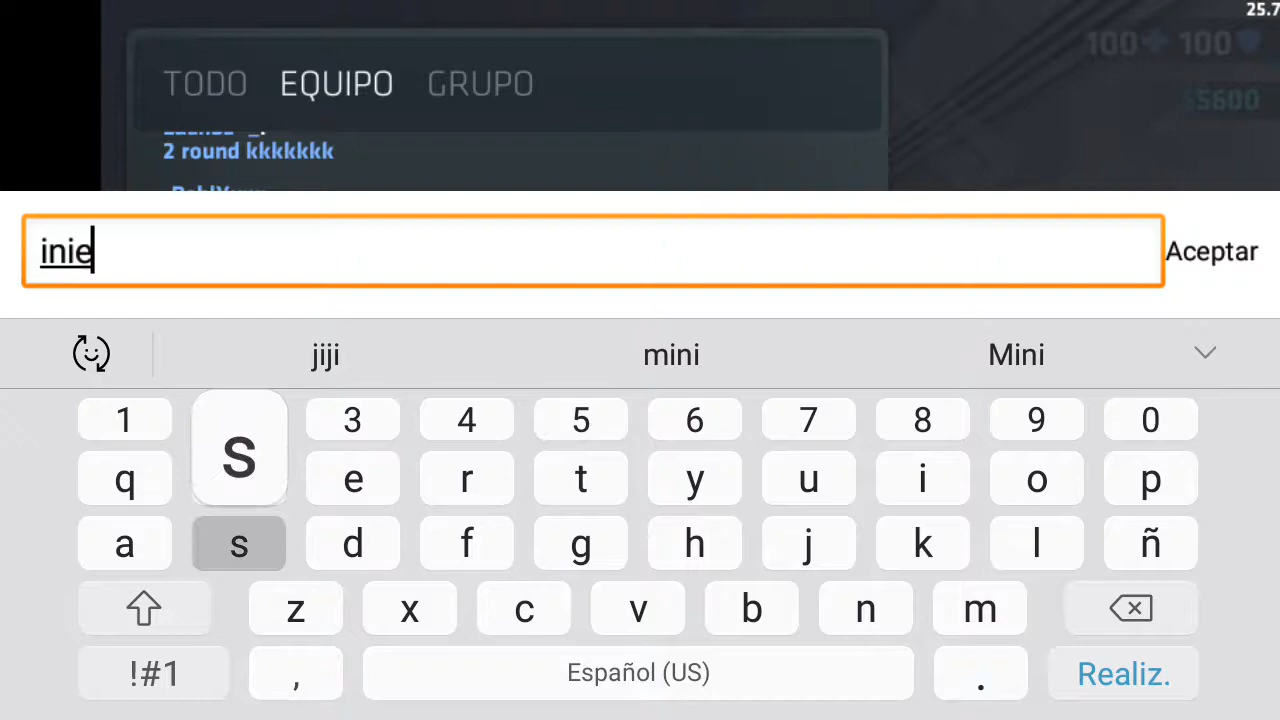 25.7
100 100
$5600
TODO EQUIPO GRUPO
2 round kkkkkkk
inie
Aceptar
jiji mini Mini
1 3 4 5 6 7 8 9 0
S
q e r t y u i o p
a s d f g h j k l ñ
z x c v b n m
!#1 , Español (US) . Realiz.